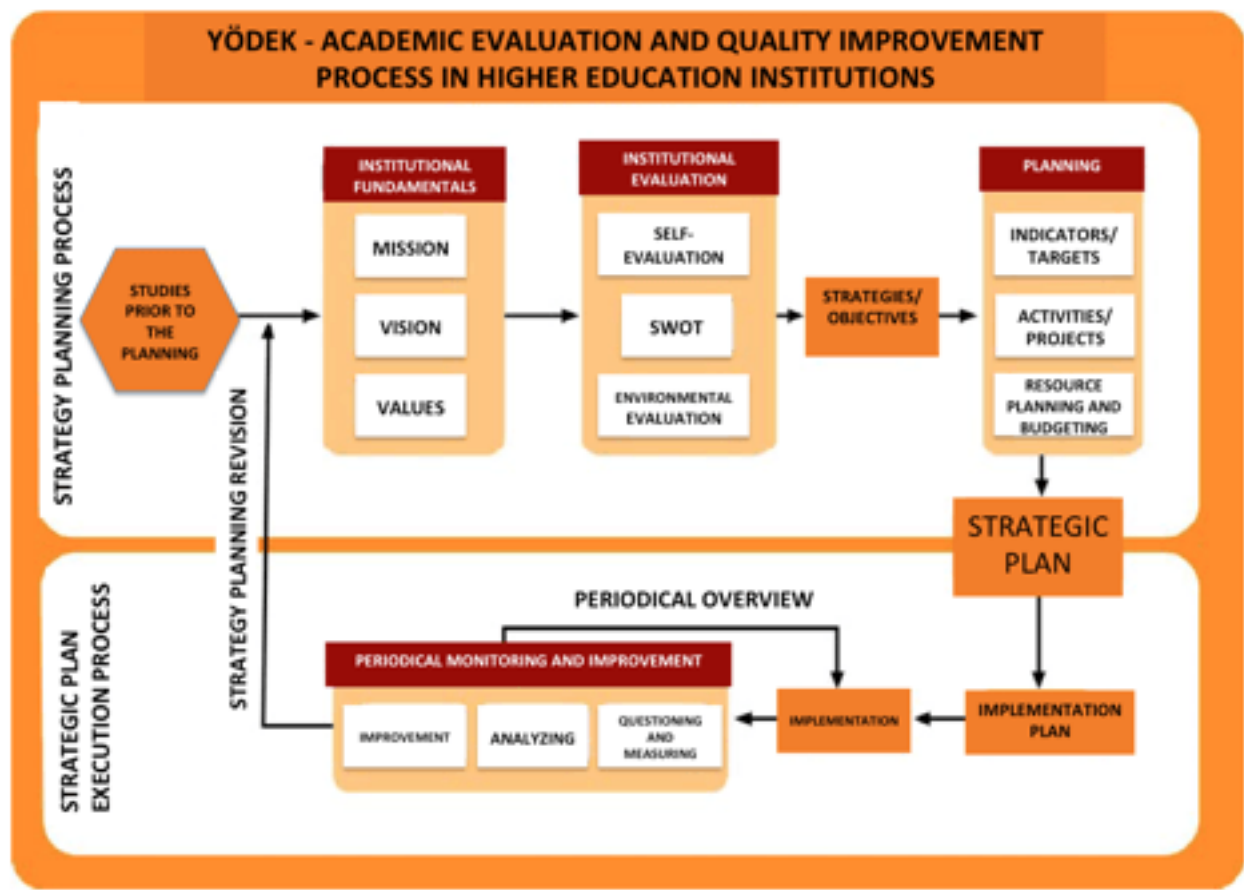 YÖDEK - ACADEMIC EVALUATION AND QUALITY IMPROVEMENT
PROCESS IN HIGHER EDUCATION INSTITUTIONS
STRATEGY PLANNING PROCESS
STUDIES
PRIOR TO
THE
PLANNING
INSTITUTIONAL
FUNDAMENTALS
MISSION
VISION
VALUES
INSTITUTIONAL
EVALUATION
SELF-
EVALUATION
SWOT
ENVIRONMENTAL
EVALUATION
STRATEGIES/
OBJECTIVES
PLANNING
INDICATORS/
TARGETS
ACTIVITIES/
PROJECTS
RESOURCE
PLANNING AND
BUDGETING
STRATEGIC
PLAN
STRATEGY PLANNING REVISION
STRATEGIC PLAN
EXECUTION PROCESS
PERIODICAL OVERVIEW
PERIODICAL MONITORING AND IMPROVEMENT
IMPROVEMENT
ANALYZING
QUESTIONING
AND
MEASURING
IMPLEMENTATION
IMPLEMENTATION
PLAN